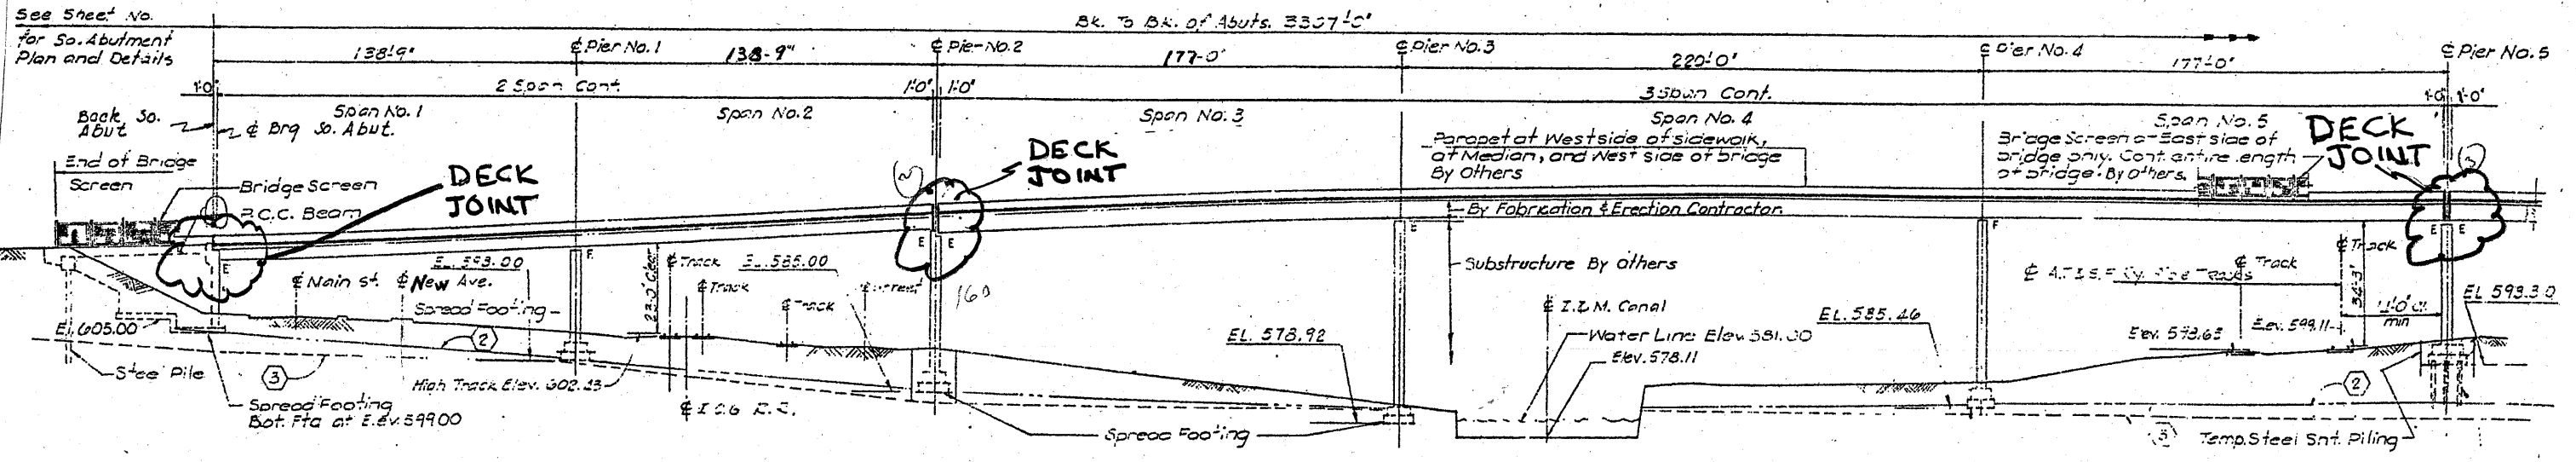 See Sheet No.
for So. Abutment
Plan and Details
Bk. To Bk. of Abuts.
138'-9"
℄ Pier No. 1
138-9"
℄ Pier No. 2
177-0"
℄ Pier No. 3
220'-0"
℄ Pier No. 4
177'-0"
℄ Pier No. 5
1'-0"
2 Span Cont.
1'-0" 1'-0"
3 Span Cont.
1'-0" 1'-0"
Back So.
Abut
℄ Brg So. Abut.
Span No. 1
Span No. 2
Span No. 3
Span No. 4
Span No. 5
End of Bridge
Screen
Bridge Screen
P.C.C. Beam
DECK
JOINT
DECK
JOINT
Parapet at West side of sidewalk,
at Median, and West side of bridge
By Others
Bridge Screen at East side of
bridge only. Cont. entire length
of bridge. By Others.
DECK
JOINT
By Fabrication & Erection Contractor.
Substructure By Others
E
F
E E
E E
℄ Main St.
℄ New Ave.
EL. 593.00
Spread Footing
23'-0" Clear
℄ Track
EL. 585.00
℄ Track
℄ Track
160
℄ I.&M. Canal
Water Line Elev. 581.00
Elev. 578.11
EL. 578.92
EL. 585.46
℄ Track
℄ Track
34'-3"
min
EL 593.30
Elev. 599.11
EL. 605.00
2
3
Steel Pile
Spread Footing
Bot. Ftg at Elev. 599.00
High Track Elev. 602.43
℄ I.C.G R.R.
Spread Footing
2
3
Temp. Steel Sht. Piling